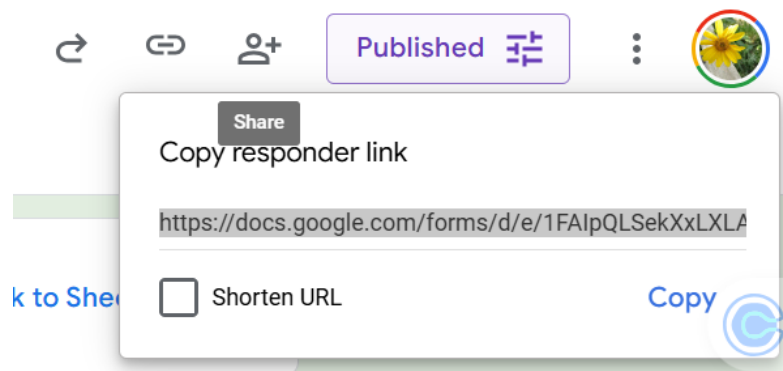 Published
Share
Copy responder link
https://docs.google.com/forms/d/e/1FAIpQLSekXxLXLA
k to Shee
Shorten URL
Copy